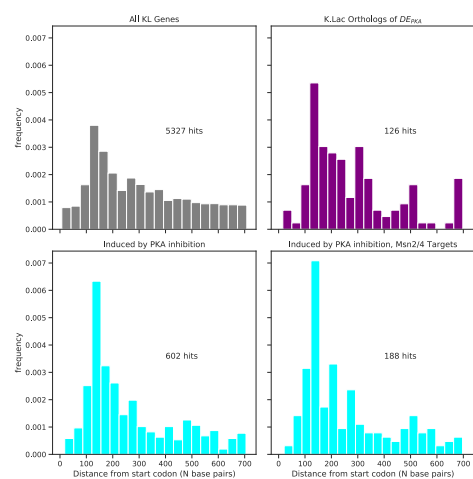 All KL Genes
K.Lac Orthologs of DE_PKA
0.007
0.006
0.005
0.004
0.003
0.002
0.001
0.000
frequency
5327 hits
126 hits
Induced by PKA inhibition
Induced by PKA inhibition, Msn2/4 Targets
0.007
0.006
0.005
0.004
0.003
0.002
0.001
0.000
frequency
602 hits
188 hits
0 100 200 300 400 500 600 700
0 100 200 300 400 500 600 700
Distance from start codon (N base pairs)
Distance from start codon (N base pairs)